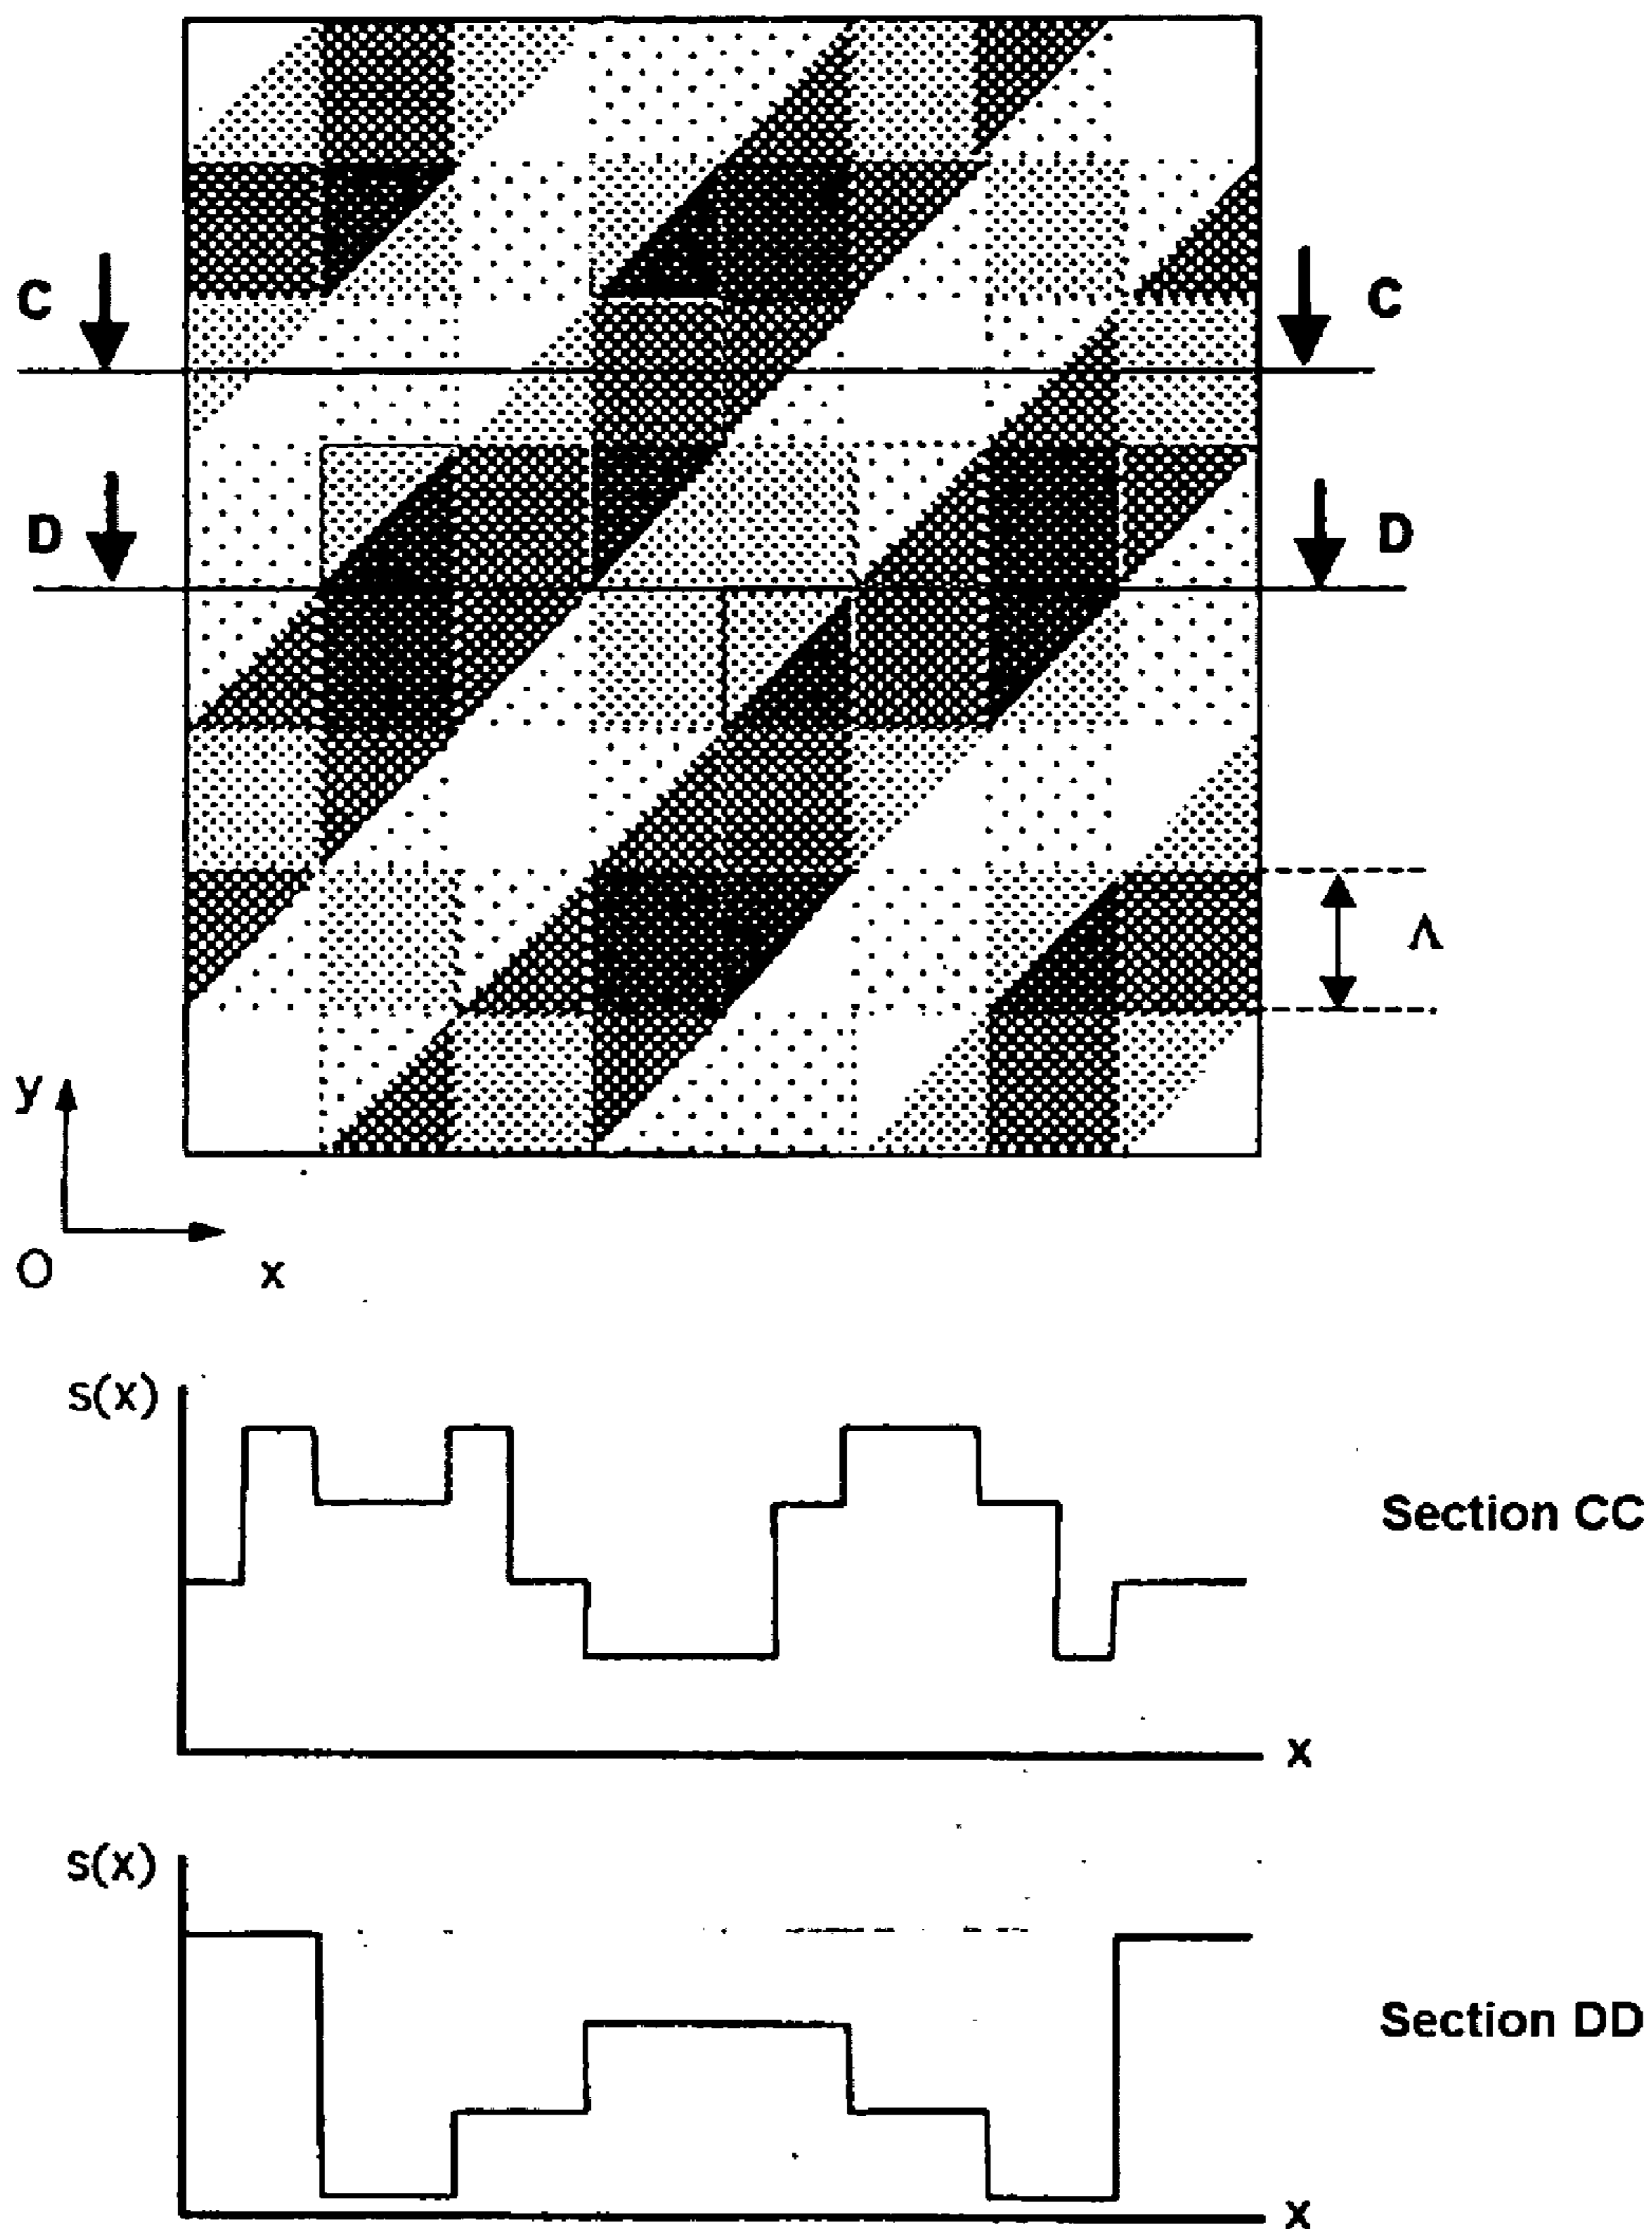 C
C
D
D
Λ
y
O
x
s(x)
Section CC
x
s(x)
Section DD
x